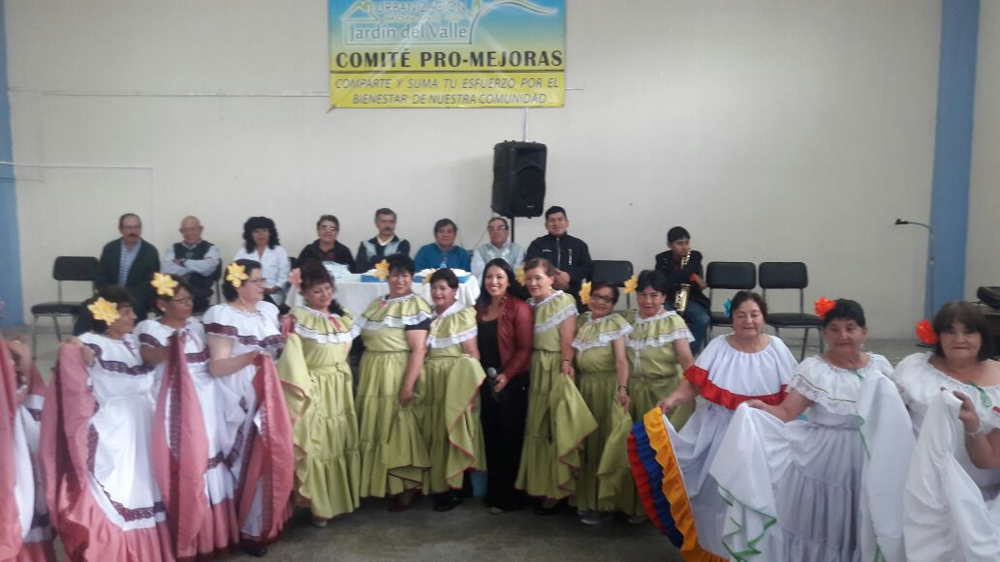 URBANIZACIÓN
Jardín del Valle
COMITÉ PRO-MEJORAS
COMPARTE Y SUMA TU ESFUERZO POR EL
BIENESTAR DE NUESTRA COMUNIDAD